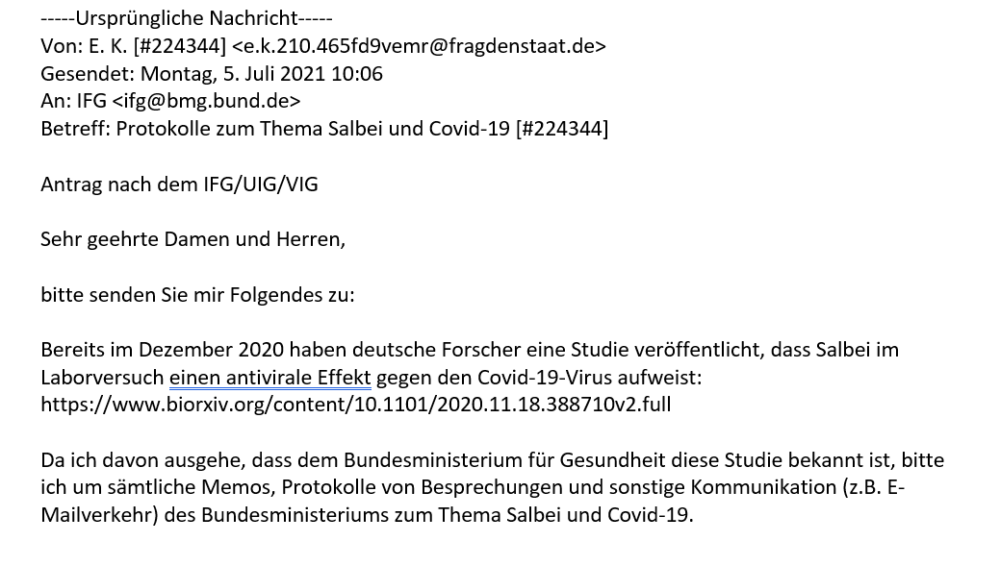 -----Ursprüngliche Nachricht-----
Von: E. K. [#224344] <e.k.210.465fd9vemr@fragdenstaat.de>
Gesendet: Montag, 5. Juli 2021 10:06
An: IFG <ifg@bmg.bund.de>
Betreff: Protokolle zum Thema Salbei und Covid-19 [#224344]
Antrag nach dem IFG/UIG/VIG
Sehr geehrte Damen und Herren,
bitte senden Sie mir Folgendes zu:
Bereits im Dezember 2020 haben deutsche Forscher eine Studie veröffentlicht, dass Salbei im
Laborversuch einen antivirale Effekt gegen den Covid-19-Virus aufweist:
https://www.biorxiv.org/content/10.1101/2020.11.18.388710v2.full
Da ich davon ausgehe, dass dem Bundesministerium für Gesundheit diese Studie bekannt ist, bitte
ich um sämtliche Memos, Protokolle von Besprechungen und sonstige Kommunikation (z.B. E-
Mailverkehr) des Bundesministeriums zum Thema Salbei und Covid-19.